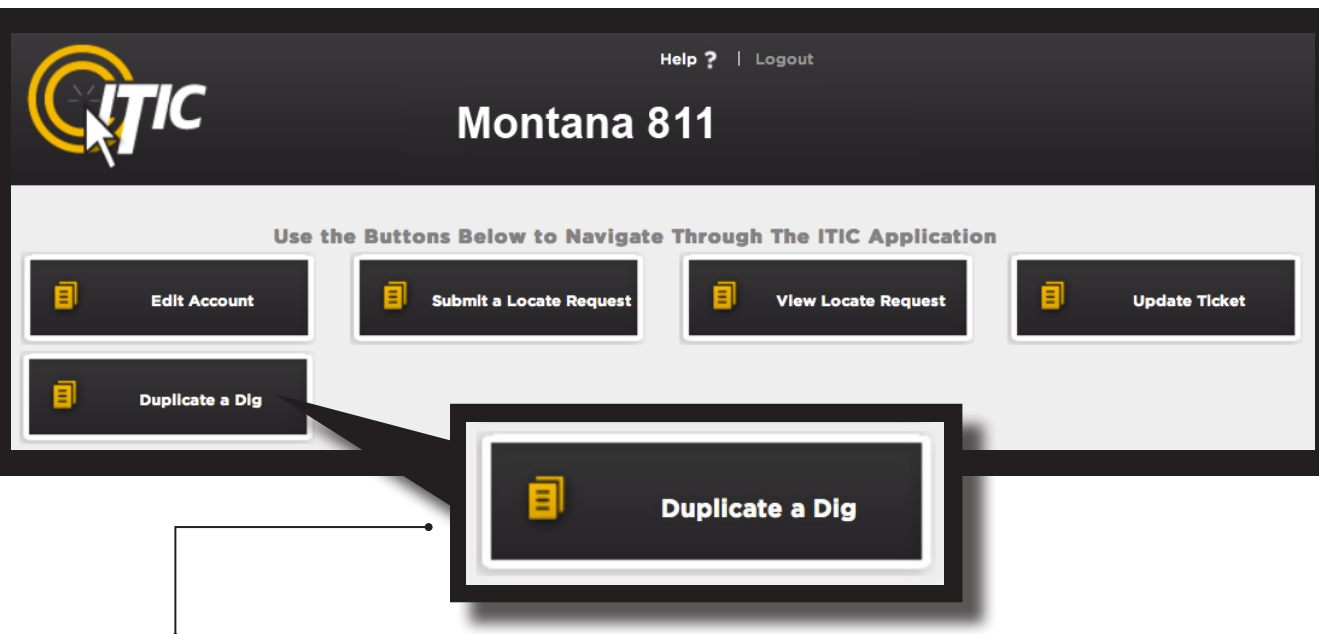 Help ? | Logout
ITIC
Montana 811
Use the Buttons Below to Navigate Through The ITIC Application
Edit Account
Submit a Locate Request
View Locate Request
Update Ticket
Duplicate a Dig
Duplicate a Dig